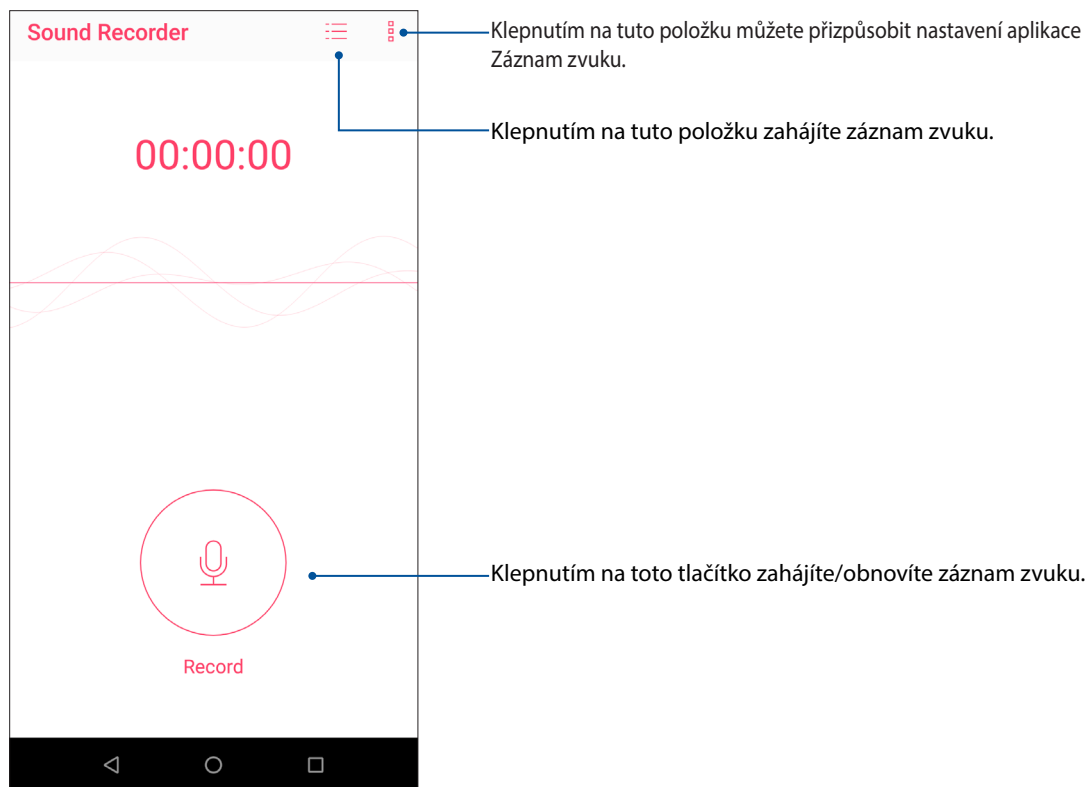 Sound Recorder
Klepnutím na tuto položku můžete přizpůsobit nastavení aplikace
Záznam zvuku.
Klepnutím na tuto položku zahájíte záznam zvuku.
00:00:00
Klepnutím na toto tlačítko zahájíte/obnovíte záznam zvuku.
Record